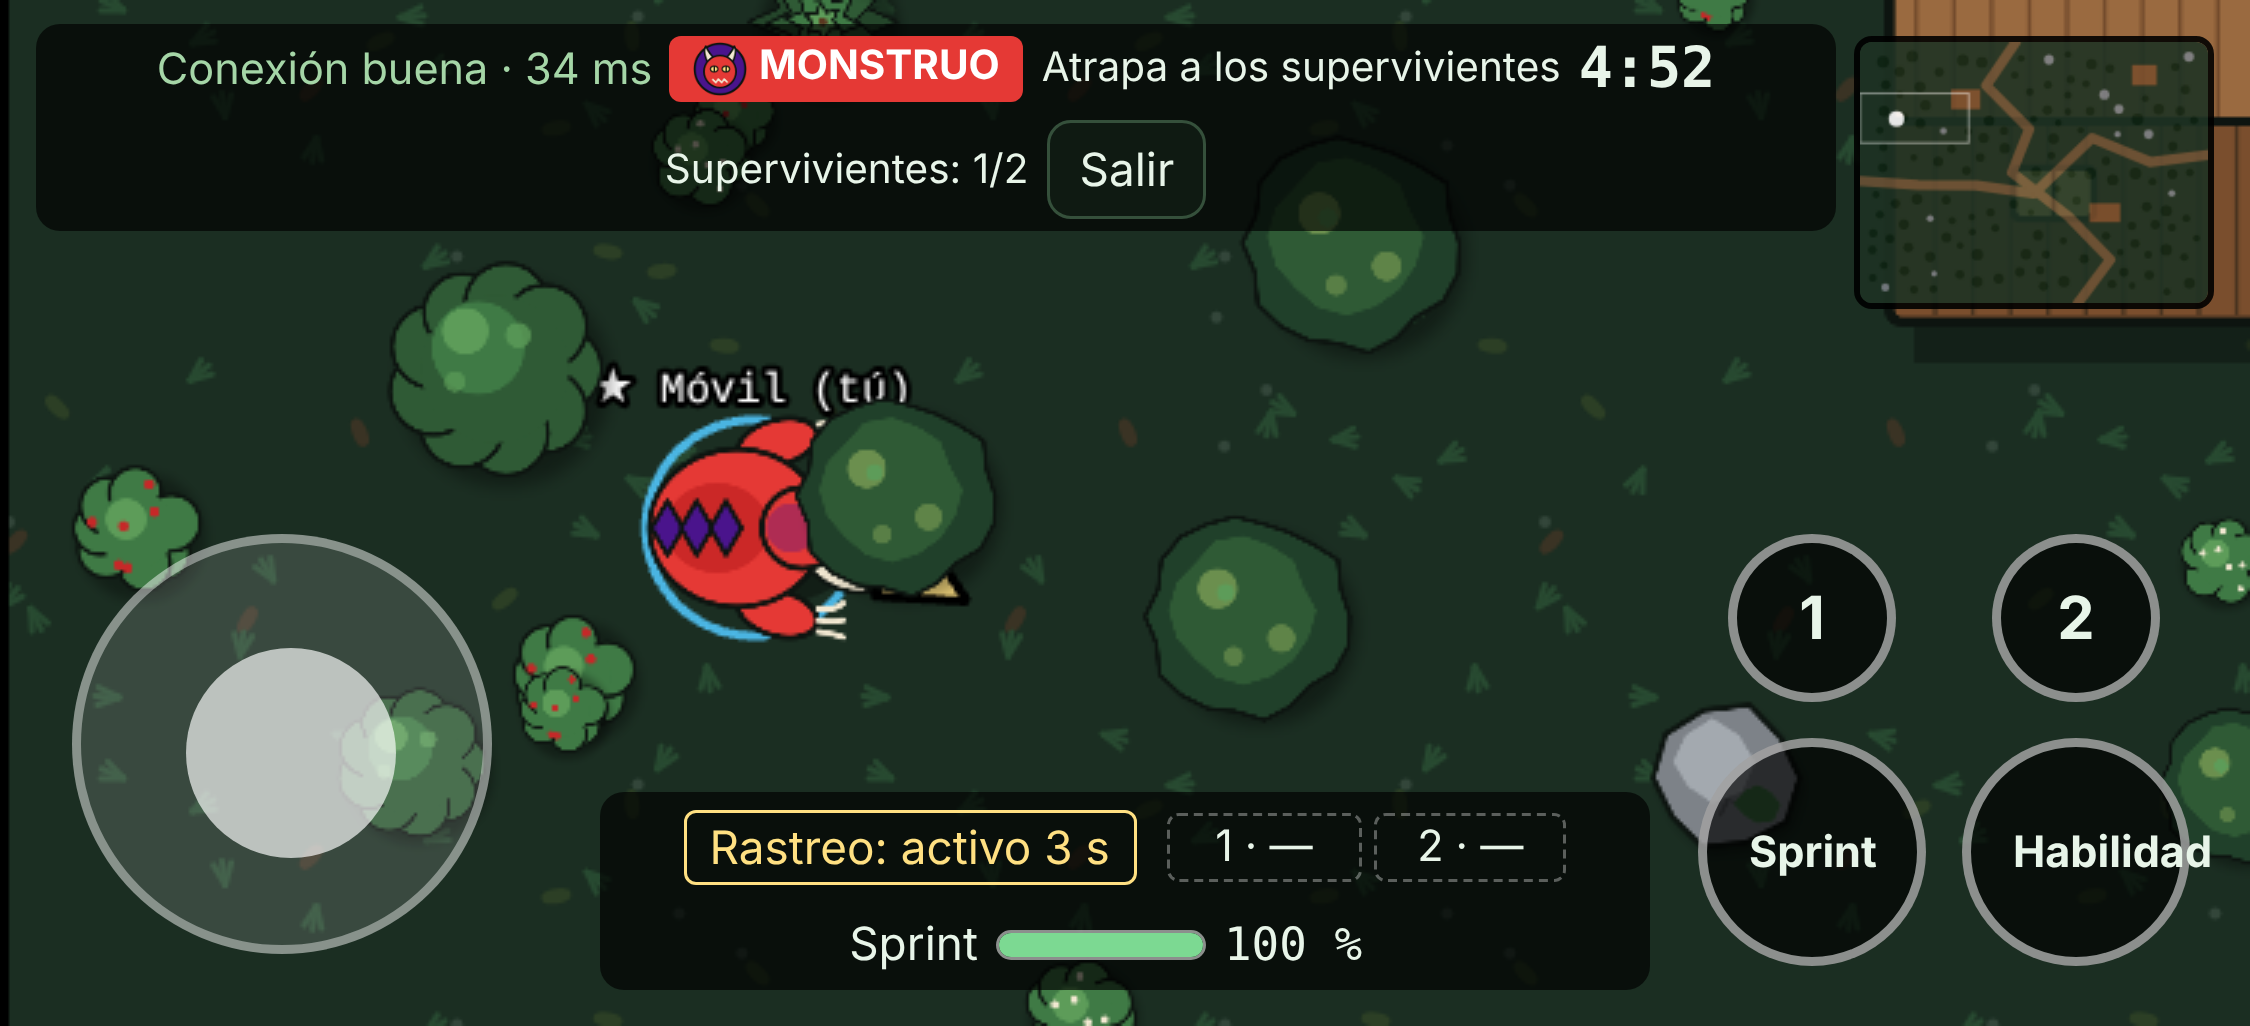 Conexión buena · 34 ms MONSTRUO Atrapa a los supervivientes 4:52
Supervivientes: 1/2 Salir
★ Móvil (tú)
1 2
Sprint Habilidad
Rastreo: activo 3 s 1 · — 2 · —
Sprint 100 %